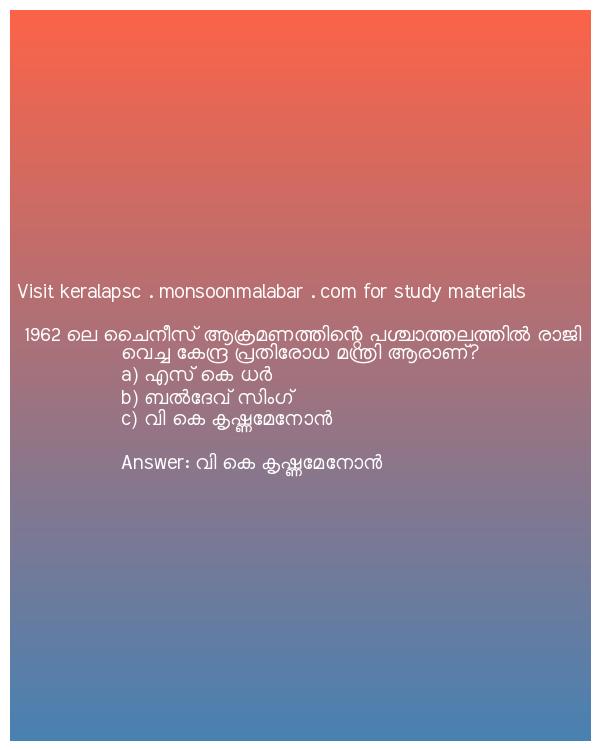 Visit keralapsc . monsoonmalabar . com for study materials
1962 ലെ ചൈനീസ് ആക്രമണത്തിന്റെ പശ്ചാത്തലത്തിൽ രാജി
വെച്ച കേന്ദ്ര പ്രതിരോധ മന്ത്രി ആരാണ്?
a) എസ് കെ ധർ
b) ബൽദേവ് സിംഗ്
c) വി കെ കൃഷ്ണമേനോൻ
Answer: വി കെ കൃഷ്ണമേനോൻ